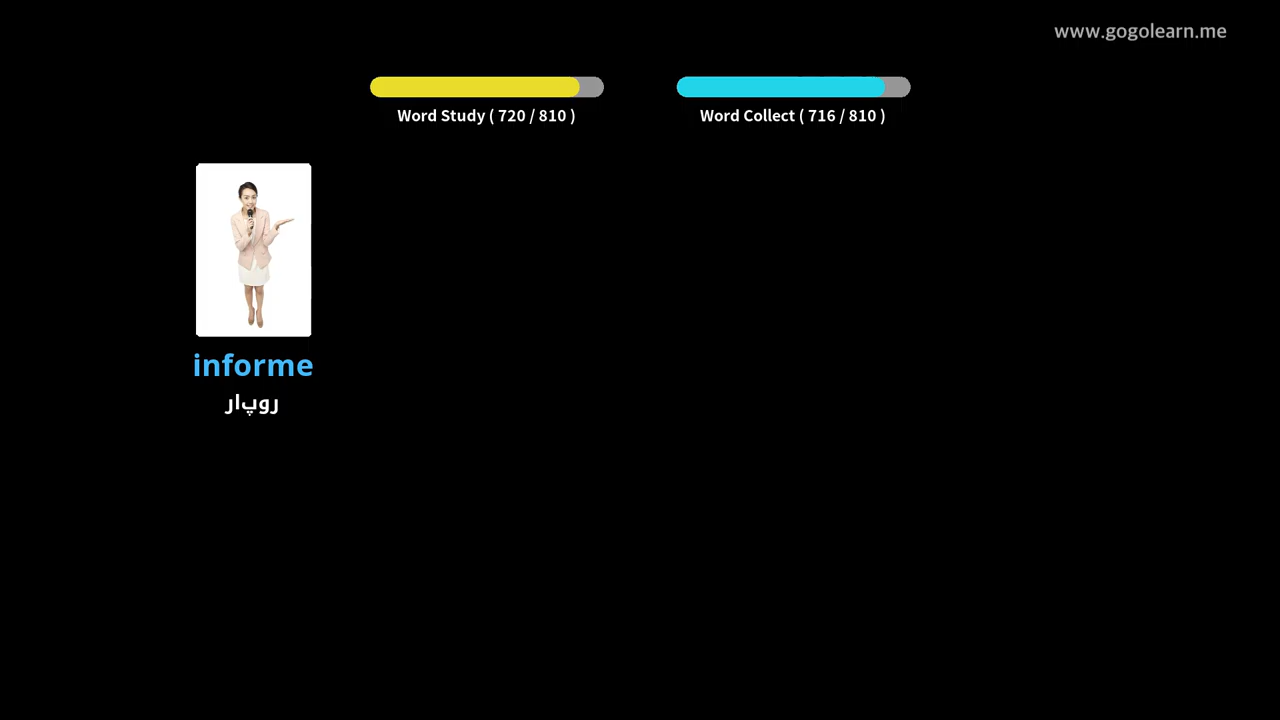 www.gogolearn.me
Word Study ( 720 / 810 )
Word Collect ( 716 / 810 )
informe
روپار